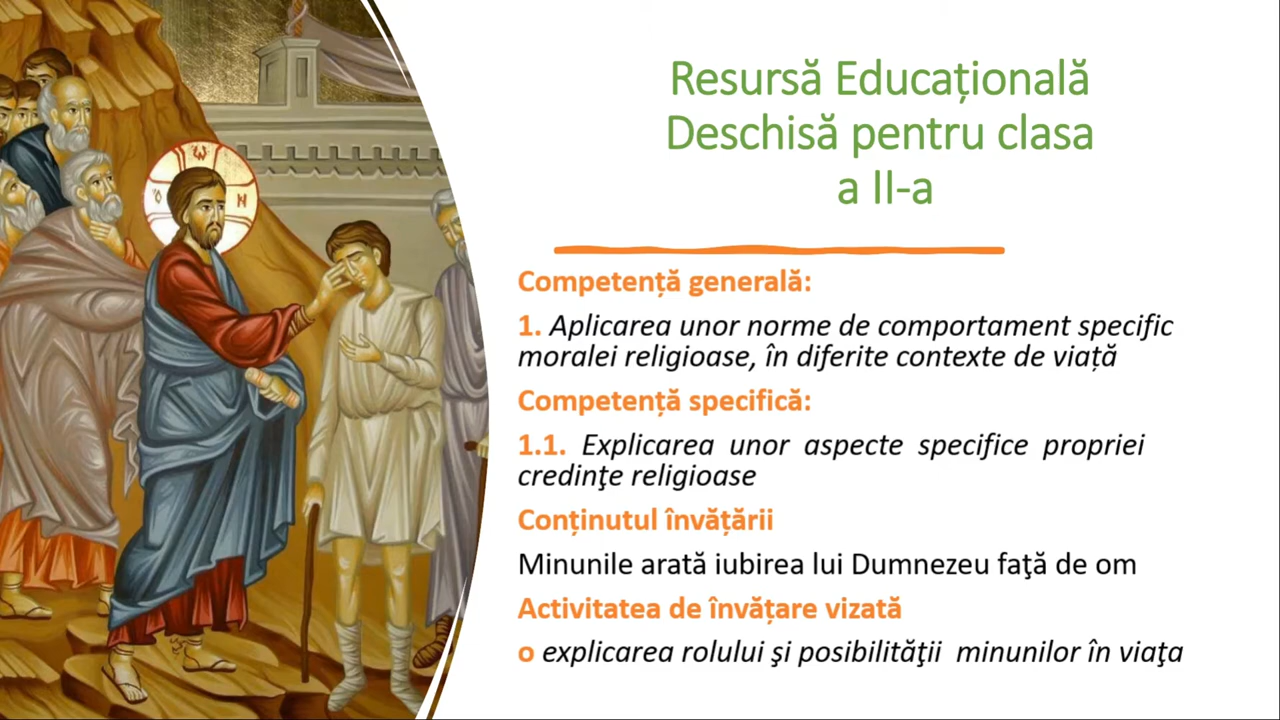 Resursă Educațională
Deschisă pentru clasa
a II-a
Competență generală:
1. Aplicarea unor norme de comportament specific
moralei religioase, în diferite contexte de viață
Competență specifică:
1.1. Explicarea unor aspecte specifice propriei
credinţe religioase
Conținutul învățării
Minunile arată iubirea lui Dumnezeu faţă de om
Activitatea de învățare vizată
o explicarea rolului şi posibilităţii minunilor în viaţa
Ο Ω Ν